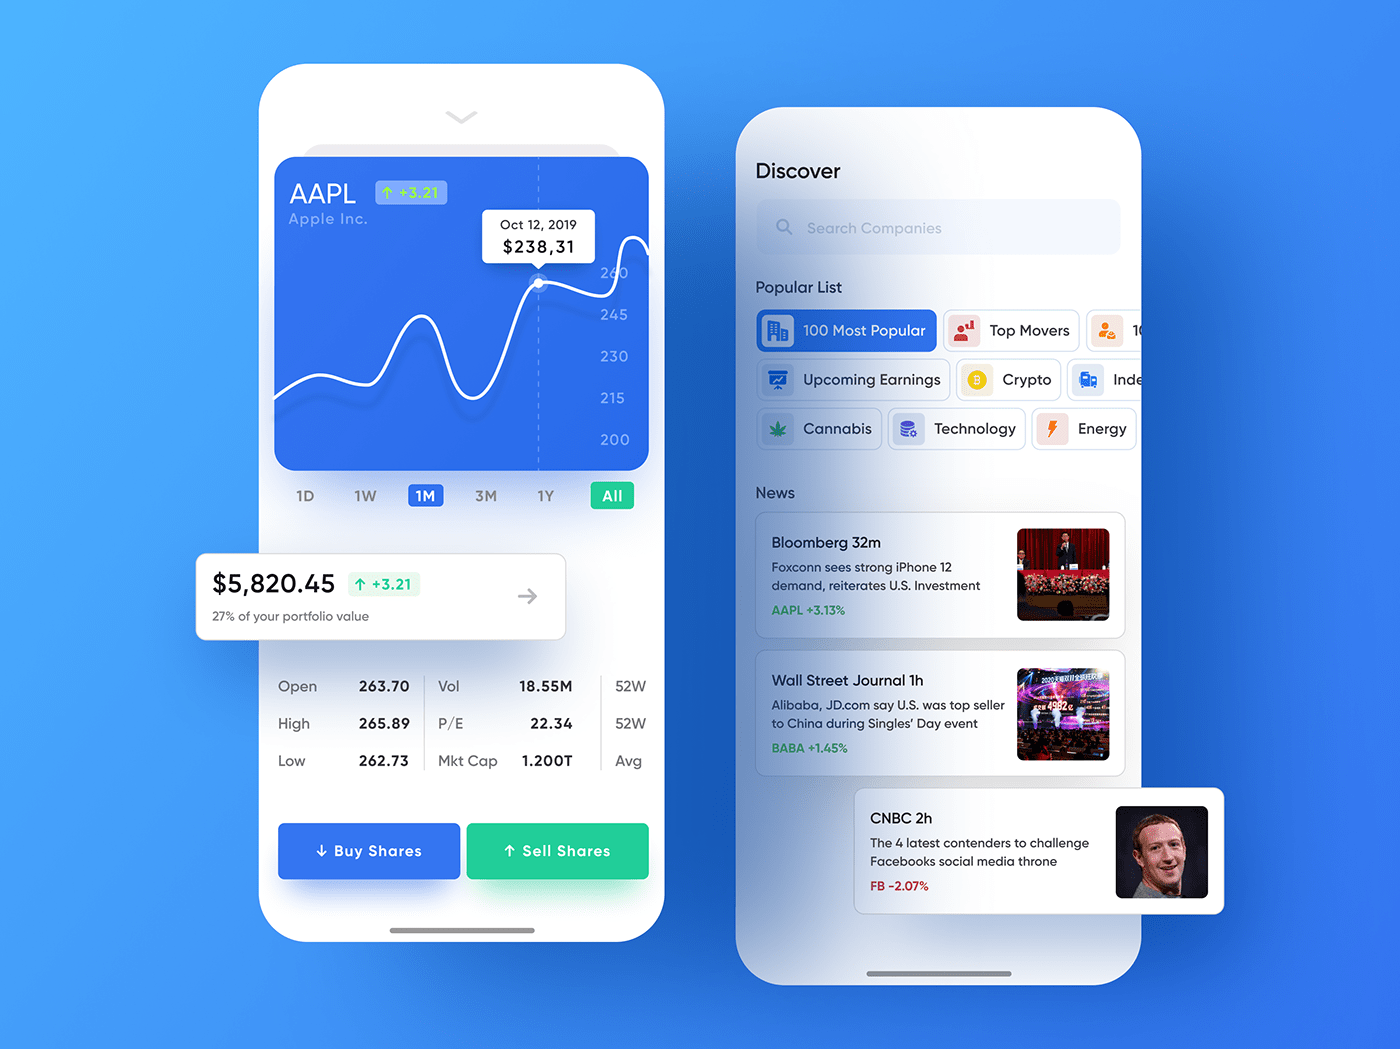 AAPL
↑ +3.21
Apple Inc.
Oct 12, 2019
$238,31
260
245
230
215
200
1D 1W 1M 3M 1Y All
$5,820.45 ↑ +3.21
27% of your portfolio value
Open 263.70 Vol 18.55M 52W
High 265.89 P/E 22.34 52W
Low 262.73 Mkt Cap 1.200T Avg
↓ Buy Shares ↑ Sell Shares
Discover
Search Companies
Popular List
100 Most Popular Top Movers 10
Upcoming Earnings Crypto Inde
Cannabis Technology Energy
News
Bloomberg 32m
Foxconn sees strong iPhone 12
demand, reiterates U.S. Investment
AAPL +3.13%
Wall Street Journal 1h
Alibaba, JD.com say U.S. was top seller
to China during Singles’ Day event
BABA +1.45%
CNBC 2h
The 4 latest contenders to challenge
Facebooks social media throne
FB -2.07%